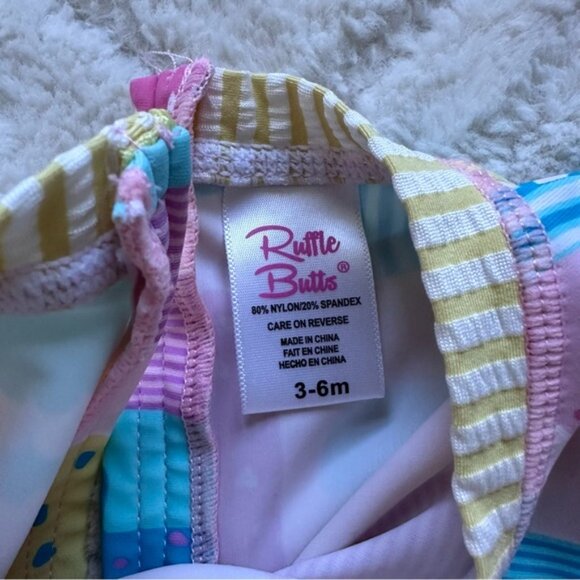 Ruffle
Butts®
80% NYLON/20% SPANDEX
CARE ON REVERSE
MADE IN CHINA
FAIT EN CHINE
HECHO EN CHINA
3-6m